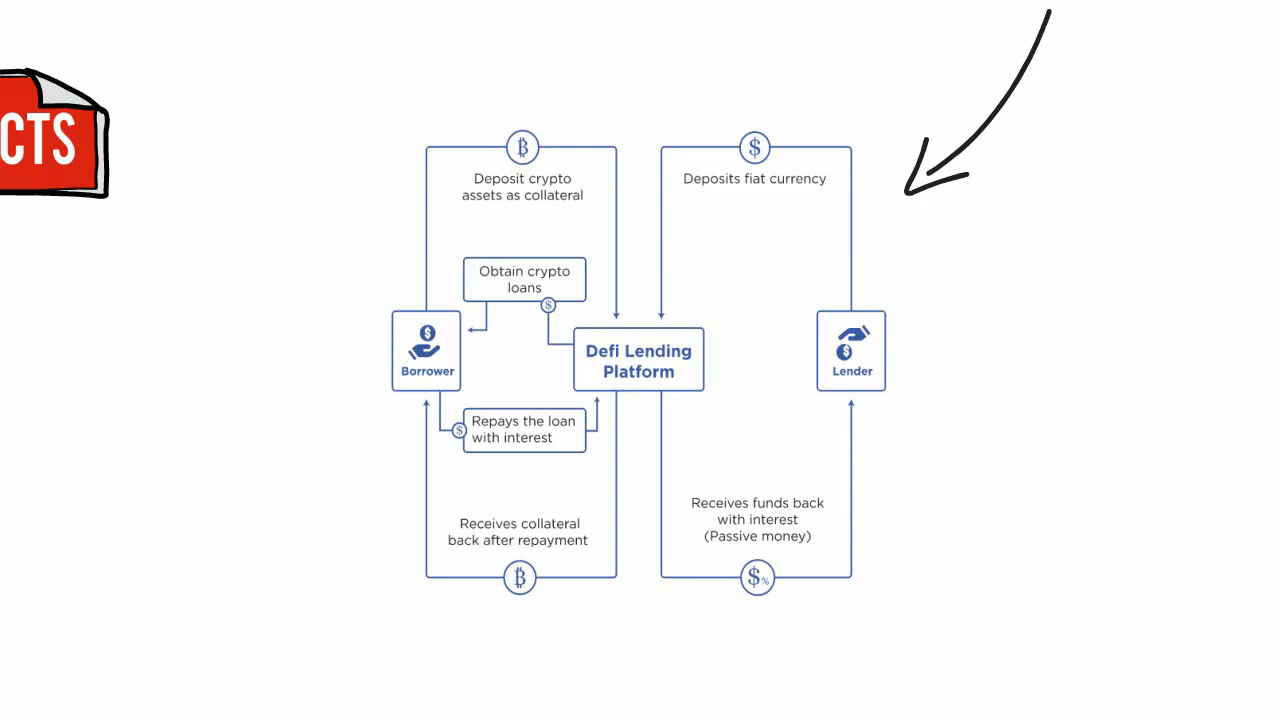 CTS
Deposit crypto
assets as collateral
Deposits fiat currency
Obtain crypto
loans
Borrower
Defi Lending
Platform
Lender
Repays the loan
with interest
Receives collateral
back after repayment
Receives funds back
with interest
(Passive money)